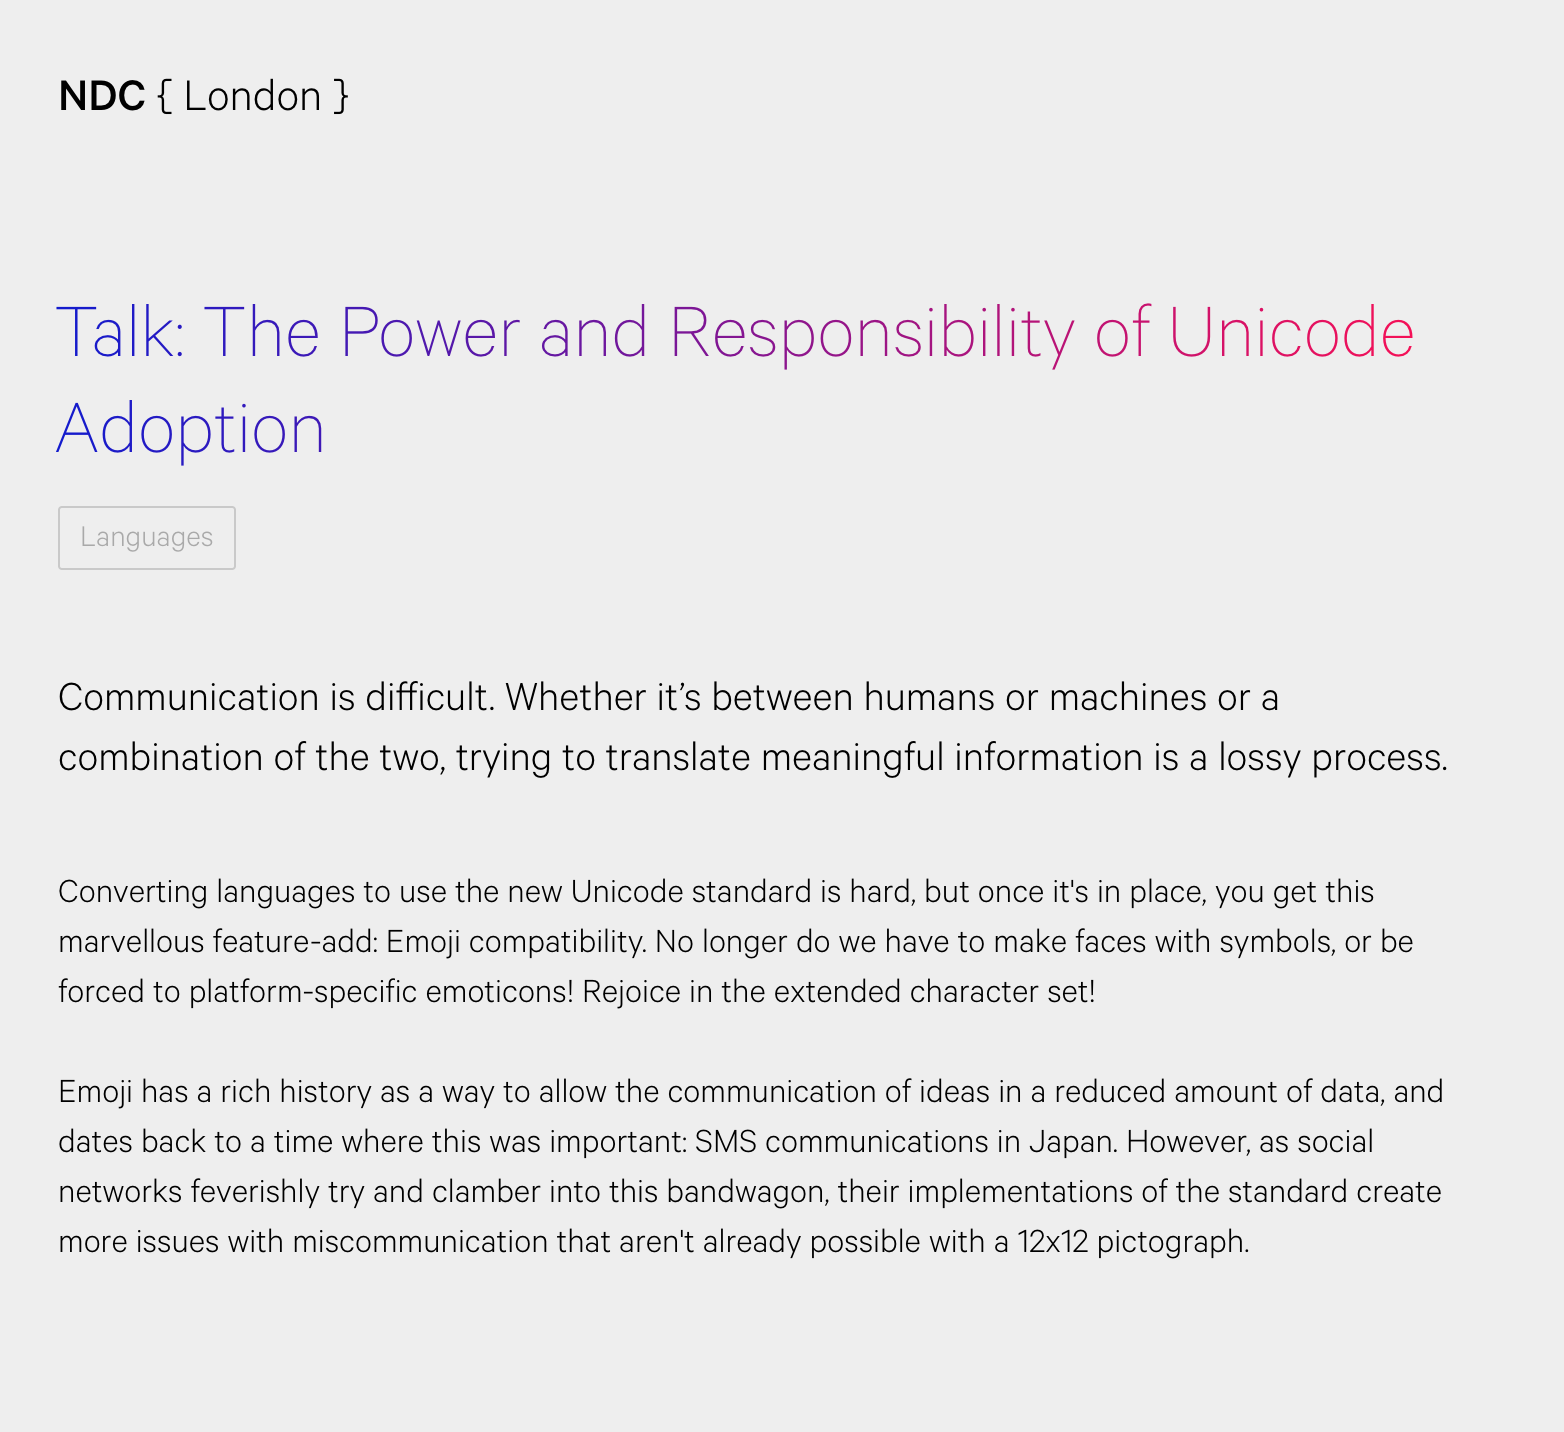 NDC { London }
Talk: The Power and Responsibility of Unicode
Adoption
Languages
Communication is difficult. Whether it’s between humans or machines or a
combination of the two, trying to translate meaningful information is a lossy process.
Converting languages to use the new Unicode standard is hard, but once it's in place, you get this
marvellous feature-add: Emoji compatibility. No longer do we have to make faces with symbols, or be
forced to platform-specific emoticons! Rejoice in the extended character set!
Emoji has a rich history as a way to allow the communication of ideas in a reduced amount of data, and
dates back to a time where this was important: SMS communications in Japan. However, as social
networks feverishly try and clamber into this bandwagon, their implementations of the standard create
more issues with miscommunication that aren't already possible with a 12x12 pictograph.